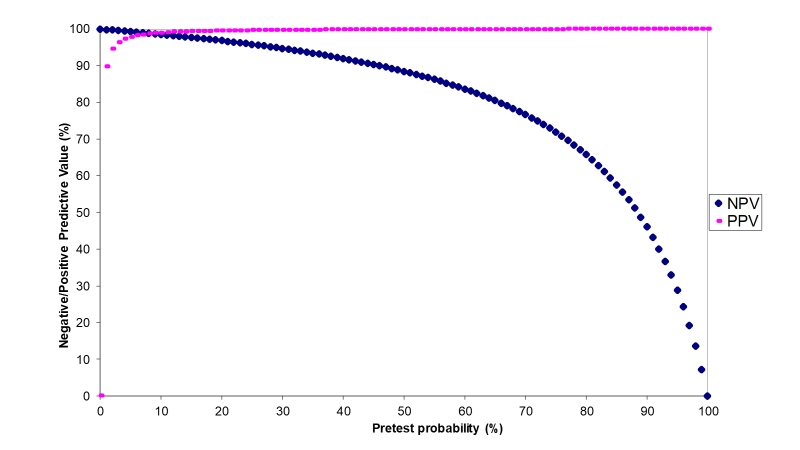 Negative/Positive Predictive Value (%)
100
90
80
70
60
50
40
30
20
10
0
0 10 20 30 40 50 60 70 80 90 100
Pretest probability (%)
NPV
PPV